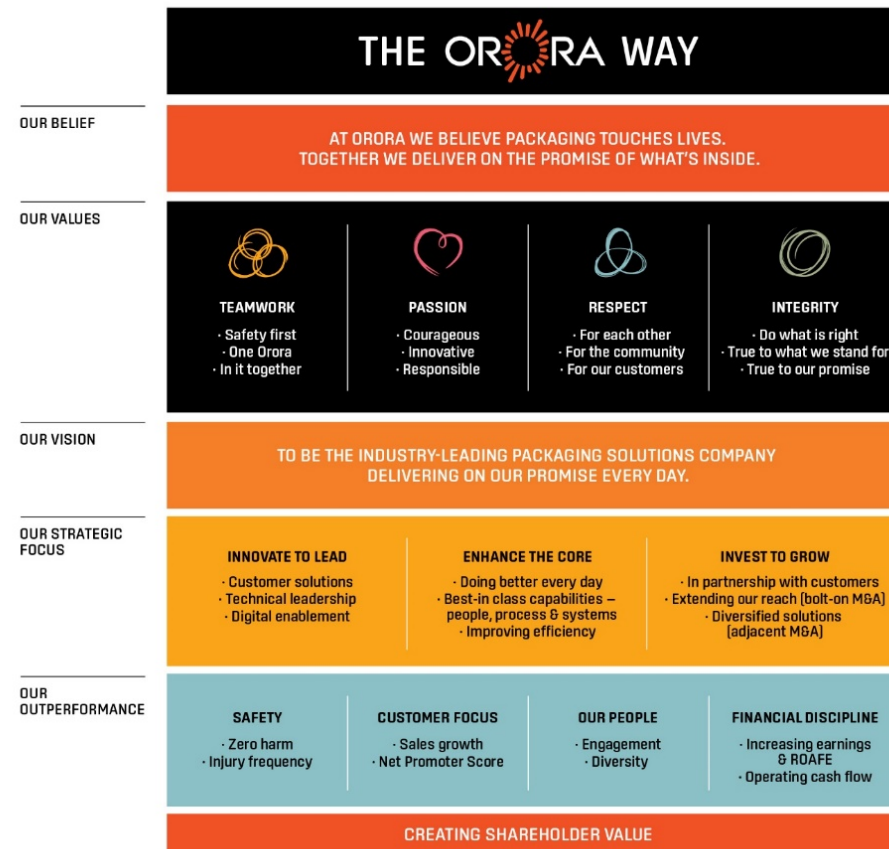 THE ORORA WAY
OUR BELIEF
AT ORORA WE BELIEVE PACKAGING TOUCHES LIVES.
TOGETHER WE DELIVER ON THE PROMISE OF WHAT'S INSIDE.
OUR VALUES
TEAMWORK
· Safety first
· One Orora
· In it together
PASSION
· Courageous
· Innovative
· Responsible
RESPECT
· For each other
· For the community
· For our customers
INTEGRITY
· Do what is right
· True to what we stand for
· True to our promise
OUR VISION
TO BE THE INDUSTRY-LEADING PACKAGING SOLUTIONS COMPANY
DELIVERING ON OUR PROMISE EVERY DAY.
OUR STRATEGIC
FOCUS
INNOVATE TO LEAD
· Customer solutions
· Technical leadership
· Digital enablement
ENHANCE THE CORE
· Doing better every day
· Best-in class capabilities –
people, process & systems
· Improving efficiency
INVEST TO GROW
· In partnership with customers
· Extending our reach (bolt-on M&A)
· Diversified solutions
(adjacent M&A)
OUR
OUTPERFORMANCE
SAFETY
· Zero harm
· Injury frequency
CUSTOMER FOCUS
· Sales growth
· Net Promoter Score
OUR PEOPLE
· Engagement
· Diversity
FINANCIAL DISCIPLINE
· Increasing earnings
& ROAFE
· Operating cash flow
CREATING SHAREHOLDER VALUE